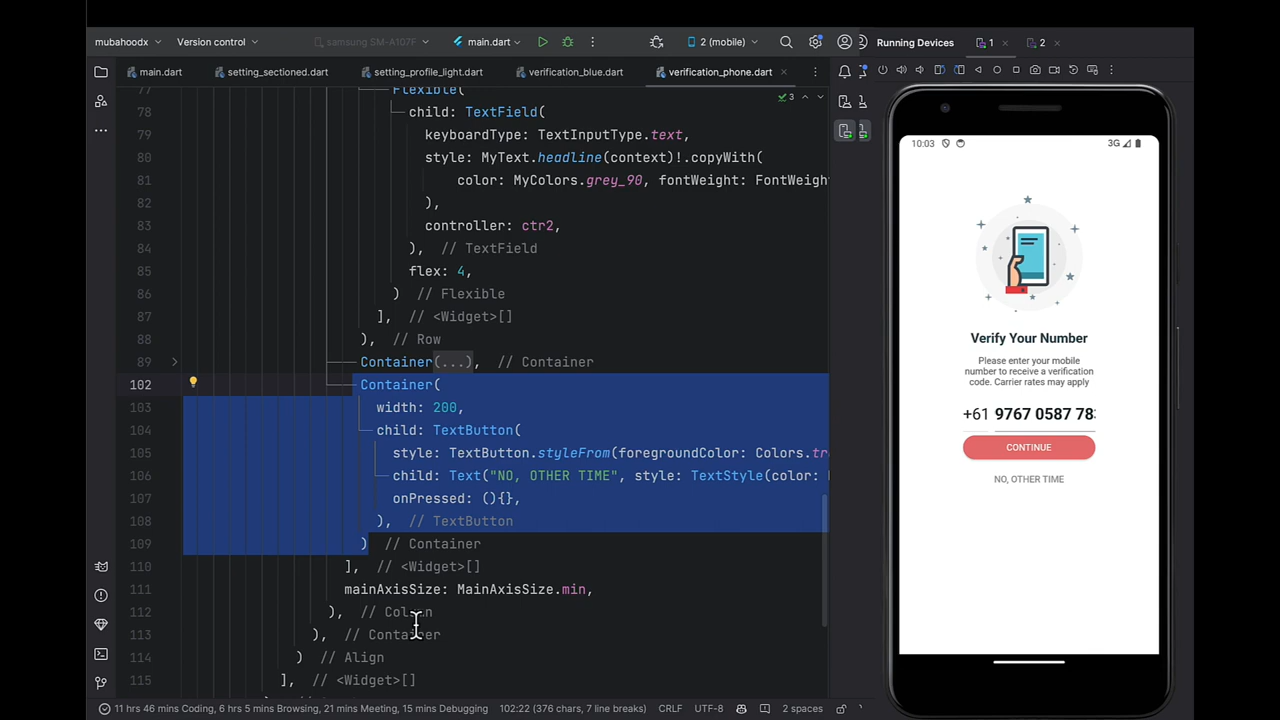 mubahoodx Version control samsung SM-A107F main.dart 2 (mobile) Running Devices 1 2
main.dart setting_sectioned.dart setting_profile_light.dart verification_blue.dart verification_phone.dart
77 Flexible(
3
78 child: TextField(
79 keyboardType: TextInputType.text,
80 style: MyText.headline(context)!.copyWith(
81 color: MyColors.grey_90, fontWeight: FontWeigh
82 ),
83 controller: ctr2,
84 ), // TextField
85 flex: 4,
86 ) // Flexible
87 ], // <Widget>[]
88 ), // Row
89 Container(...), // Container
102 Container(
103 width: 200,
104 child: TextButton(
105 style: TextButton.styleFrom(foregroundColor: Colors.tr
106 child: Text("NO, OTHER TIME", style: TextStyle(color:
107 onPressed: (){},
108 ), // TextButton
109 ) // Container
110 ], // <Widget>[]
111 mainAxisSize: MainAxisSize.min,
112 ), // Column
113 ), // Container
114 ) // Align
115 ], // <Widget>[]
11 hrs 46 mins Coding, 6 hrs 5 mins Browsing, 21 mins Meeting, 15 mins Debugging 102:22 (376 chars, 7 line breaks) CRLF UTF-8 2 spaces
10:03 3G
Verify Your Number
Please enter your mobile
number to receive a verification
code. Carrier rates may apply
+61 9767 0587 78
CONTINUE
NO, OTHER TIME